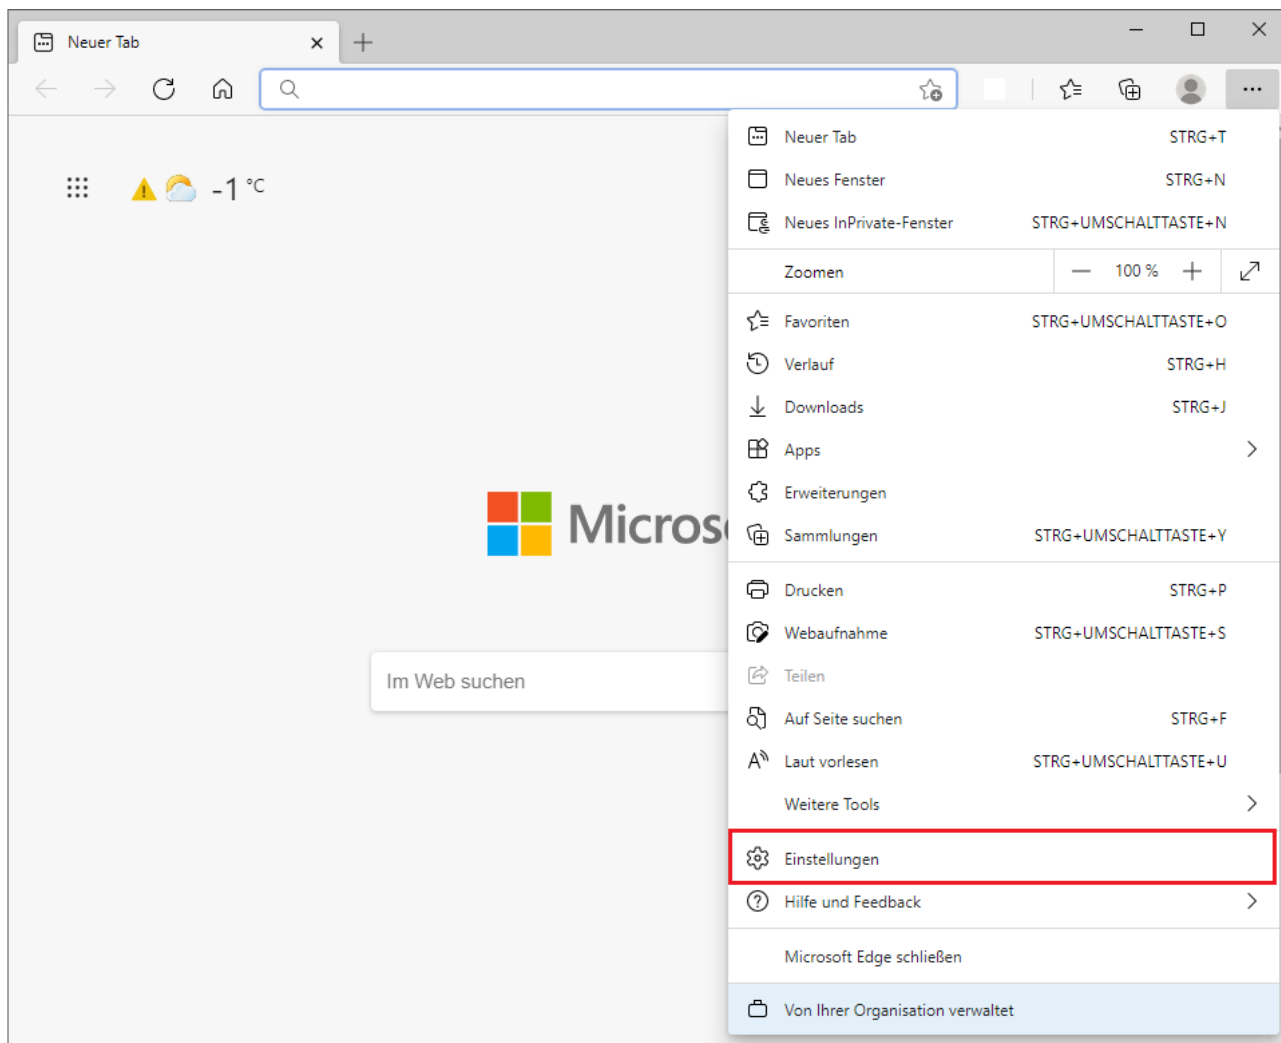 Neuer Tab
-1 °C
Neuer Tab STRG+T
Neues Fenster STRG+N
Neues InPrivate-Fenster STRG+UMSCHALTTASTE+N
Zoomen 100 %
Favoriten STRG+UMSCHALTTASTE+O
Verlauf STRG+H
Downloads STRG+J
Apps
Erweiterungen
Sammlungen STRG+UMSCHALTTASTE+Y
Micros
Drucken STRG+P
Webaufnahme STRG+UMSCHALTTASTE+S
Teilen
Im Web suchen
Auf Seite suchen STRG+F
Laut vorlesen STRG+UMSCHALTTASTE+U
Weitere Tools
Einstellungen
Hilfe und Feedback
Microsoft Edge schließen
Von Ihrer Organisation verwaltet